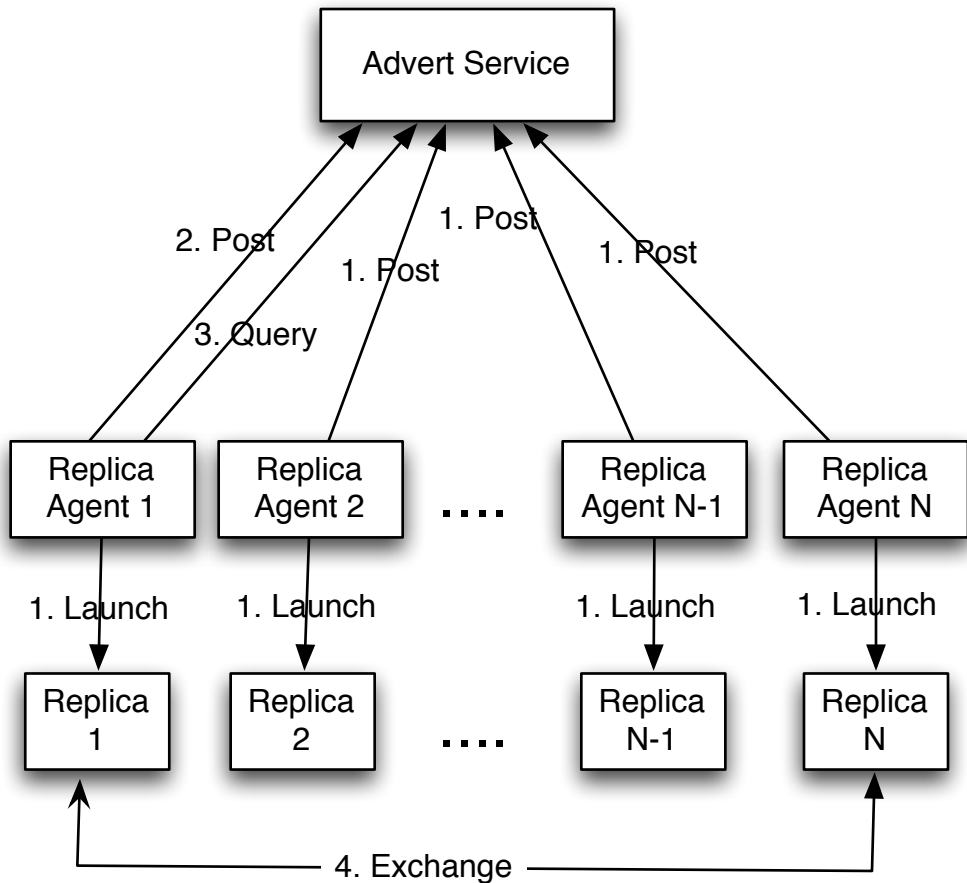 Advert Service
1. Post
2. Post
1. Post
1. Post
3. Query
Replica
Agent 1
Replica
Agent 2
....
Replica
Agent N-1
Replica
Agent N
1. Launch
1. Launch
1. Launch
1. Launch
Replica
1
Replica
2
....
Replica
N-1
Replica
N
4. Exchange